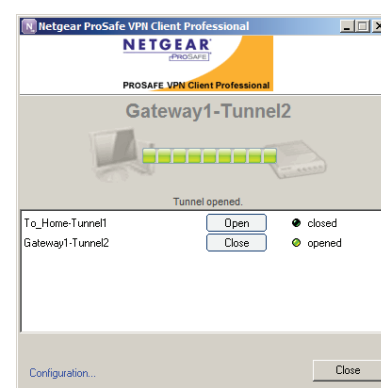 Netgear ProSafe VPN Client Professional
NETGEAR
PROSAFE
PROSAFE VPN Client Professional
Gateway1-Tunnel2
Tunnel opened.
To_Home-Tunnel1 Open closed
Gateway1-Tunnel2 Close opened
Configuration... Close